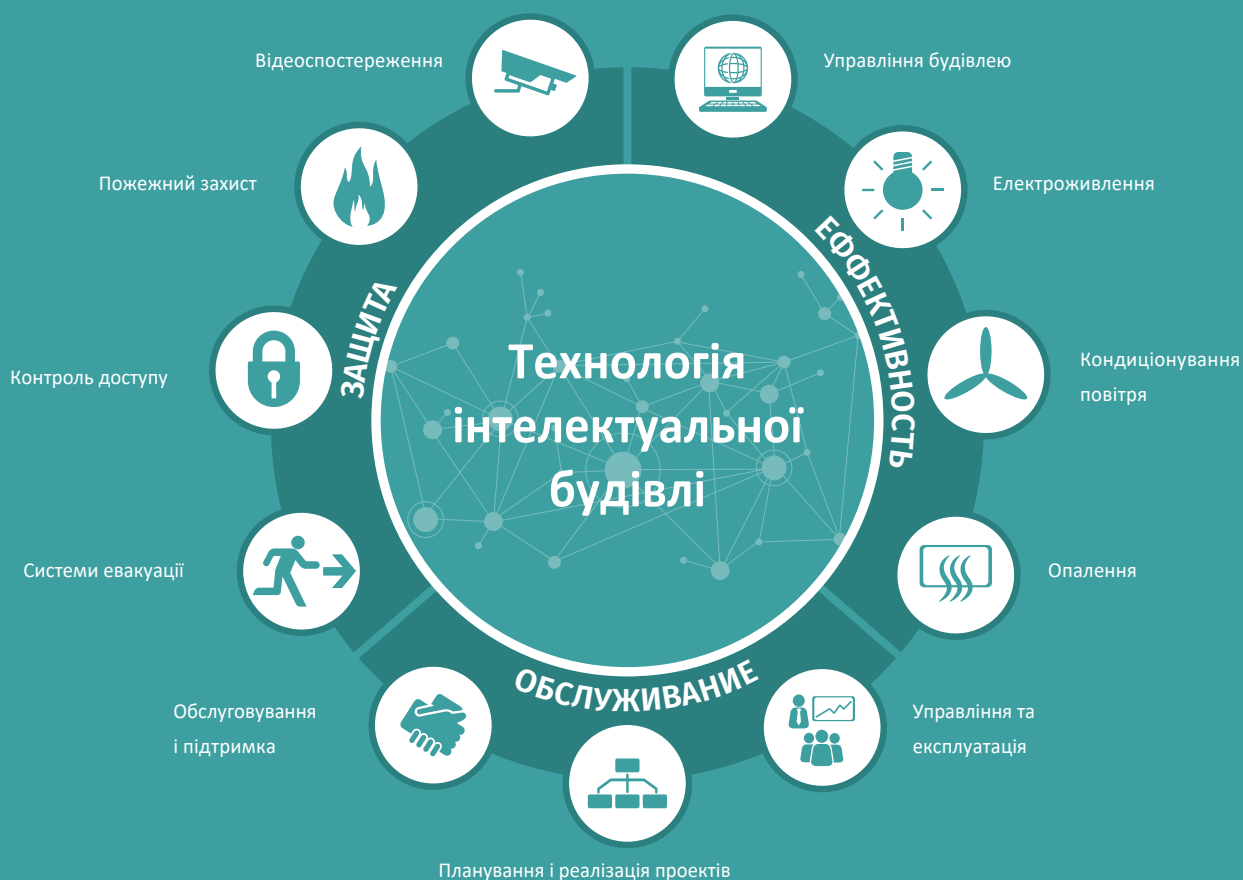 Відеоспостереження
Управління будівлею
Пожежний захист
Електроживлення
ЗАЩИТА
ЕФФЕКТИВНОСТЬ
Технологія
інтелектуальної
будівлі
Контроль доступу
Кондиціонування
повітря
Системи евакуації
Опалення
ОБСЛУЖИВАНИЕ
Обслуговування
і підтримка
Управління та
експлуатація
Планування і реалізація проектів